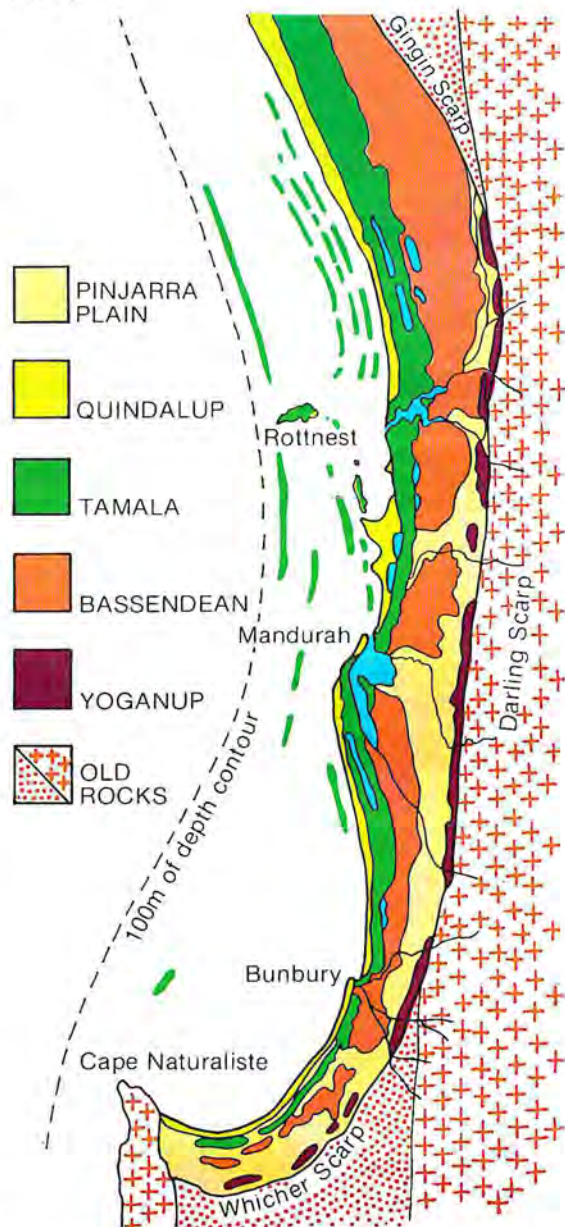 Gingin Scarp
PINJARRA
PLAIN
QUINDALUP
Rottnest
TAMALA
BASSENDEAN
Mandurah
Darling Scarp
YOGANUP
OLD
ROCKS
100m of depth contour
Bunbury
Cape Naturaliste
Whicher Scarp